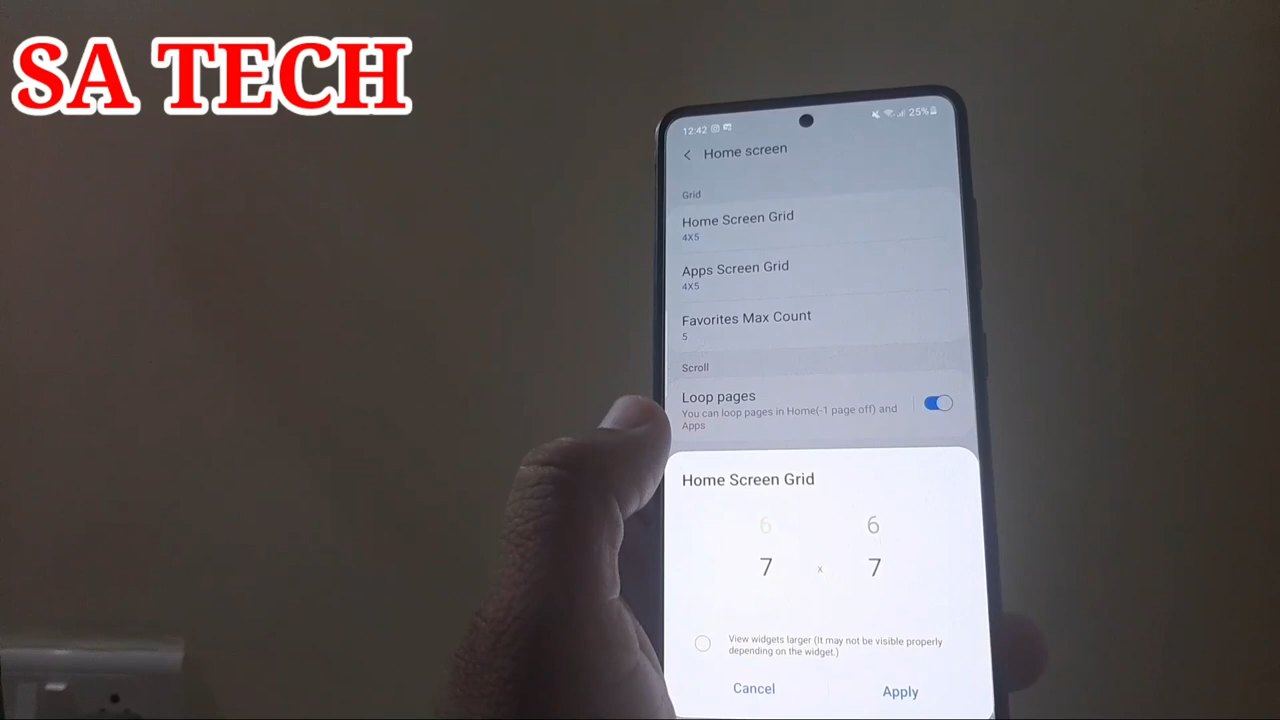 SA TECH
12:42
25%
Home screen
Grid
Home Screen Grid
4X5
Apps Screen Grid
4X5
Favorites Max Count
5
Scroll
Loop pages
You can loop pages in Home(-1 page off) and
Apps
Home Screen Grid
6 6
7 x 7
View widgets larger (It may not be visible properly
depending on the widget.)
Cancel Apply